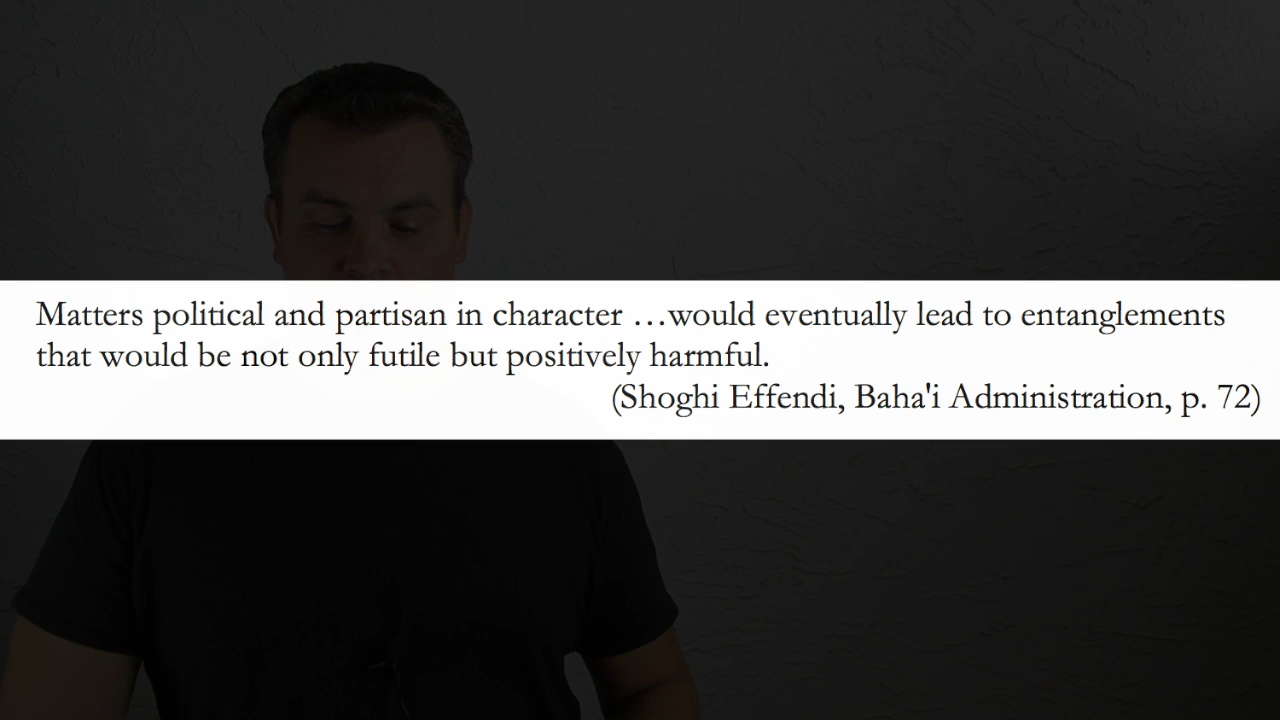 Matters political and partisan in character …would eventually lead to entanglements
that would be not only futile but positively harmful.
(Shoghi Effendi, Baha'i Administration, p. 72)